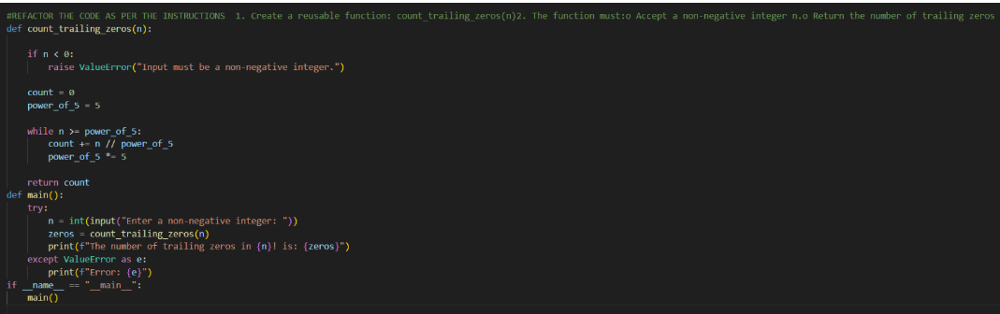 #REFACTOR THE CODE AS PER THE INSTRUCTIONS  1. Create a reusable function: count_trailing_zeros(n)2. The function must:o Accept a non-negative integer n.o Return the number of trailing zeros
def count_trailing_zeros(n):
    if n < 0:
        raise ValueError("Input must be a non-negative integer.")
    count = 0
    power_of_5 = 5
    while n >= power_of_5:
        count += n // power_of_5
        power_of_5 *= 5
    return count
def main():
    try:
        n = int(input("Enter a non-negative integer: "))
        zeros = count_trailing_zeros(n)
        print(f"The number of trailing zeros in {n}! is: {zeros}")
    except ValueError as e:
        print(f"Error: {e}")
if __name__ == "__main__":
    main()